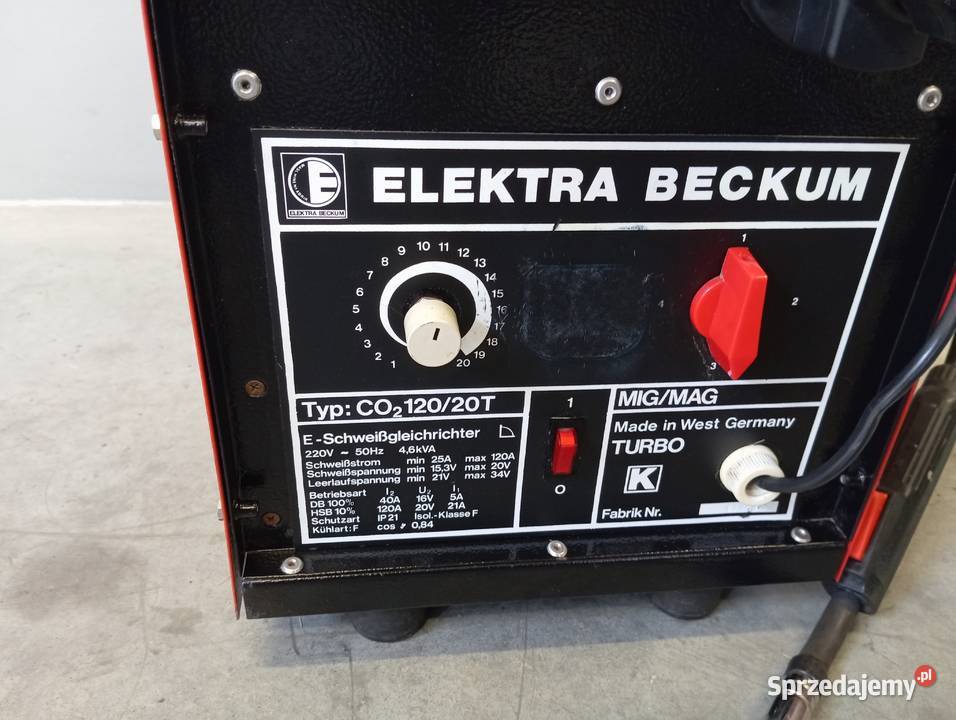 ELEKTRA BECKUM
ELEKTRA BECKUM
1 2 3 4 5 6 7 8 9 10 11 12 13 14 15 16 17 18 19 20
1
2
3
4
Typ: CO2 120/20T
E-Schweißgleichrichter
220V ~ 50Hz 4,6kVA
Schweißstrom min 25A max 120A
Schweißspannung min 15,3V max 20V
Leerlaufspannung min 21V max 34V
Betriebsart I2 U2 I1
DB 100% 40A 16V 5A
HSB 10% 120A 20V 21A
Schutzart IP21 Isol.-Klasse F
Kühlart: F cos φ 0,84
1
O
MIG/MAG
Made in West Germany
TURBO
K
Fabrik Nr.
Sprzedajemy.pl